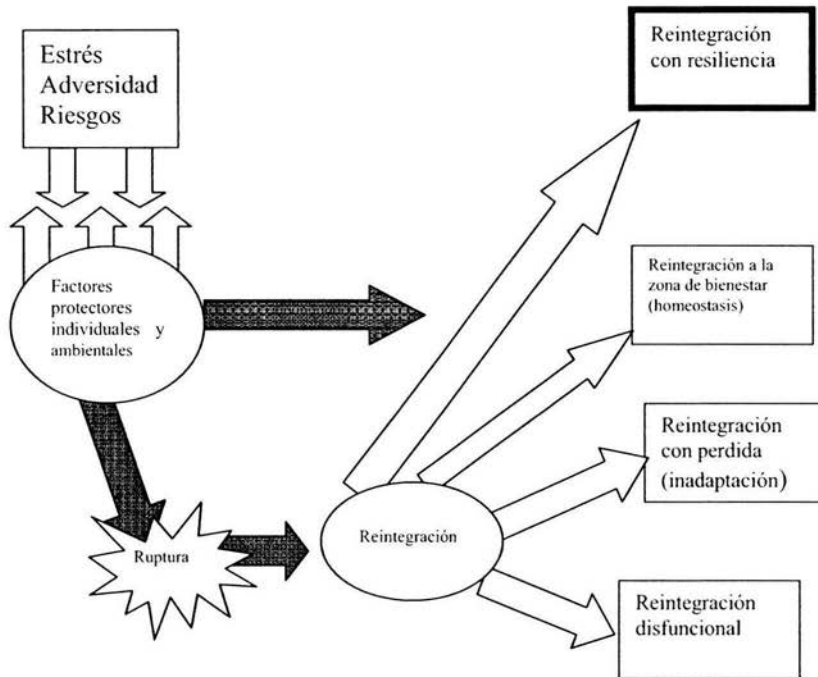 Estrés
Adversidad
Riesgos
Reintegración
con resiliencia
Factores
protectores
individuales y
ambientales
Reintegración a la
zona de bienestar
(homeostasis)
Reintegración
con perdida
(inadaptación)
Ruptura
Reintegración
Reintegración
disfuncional